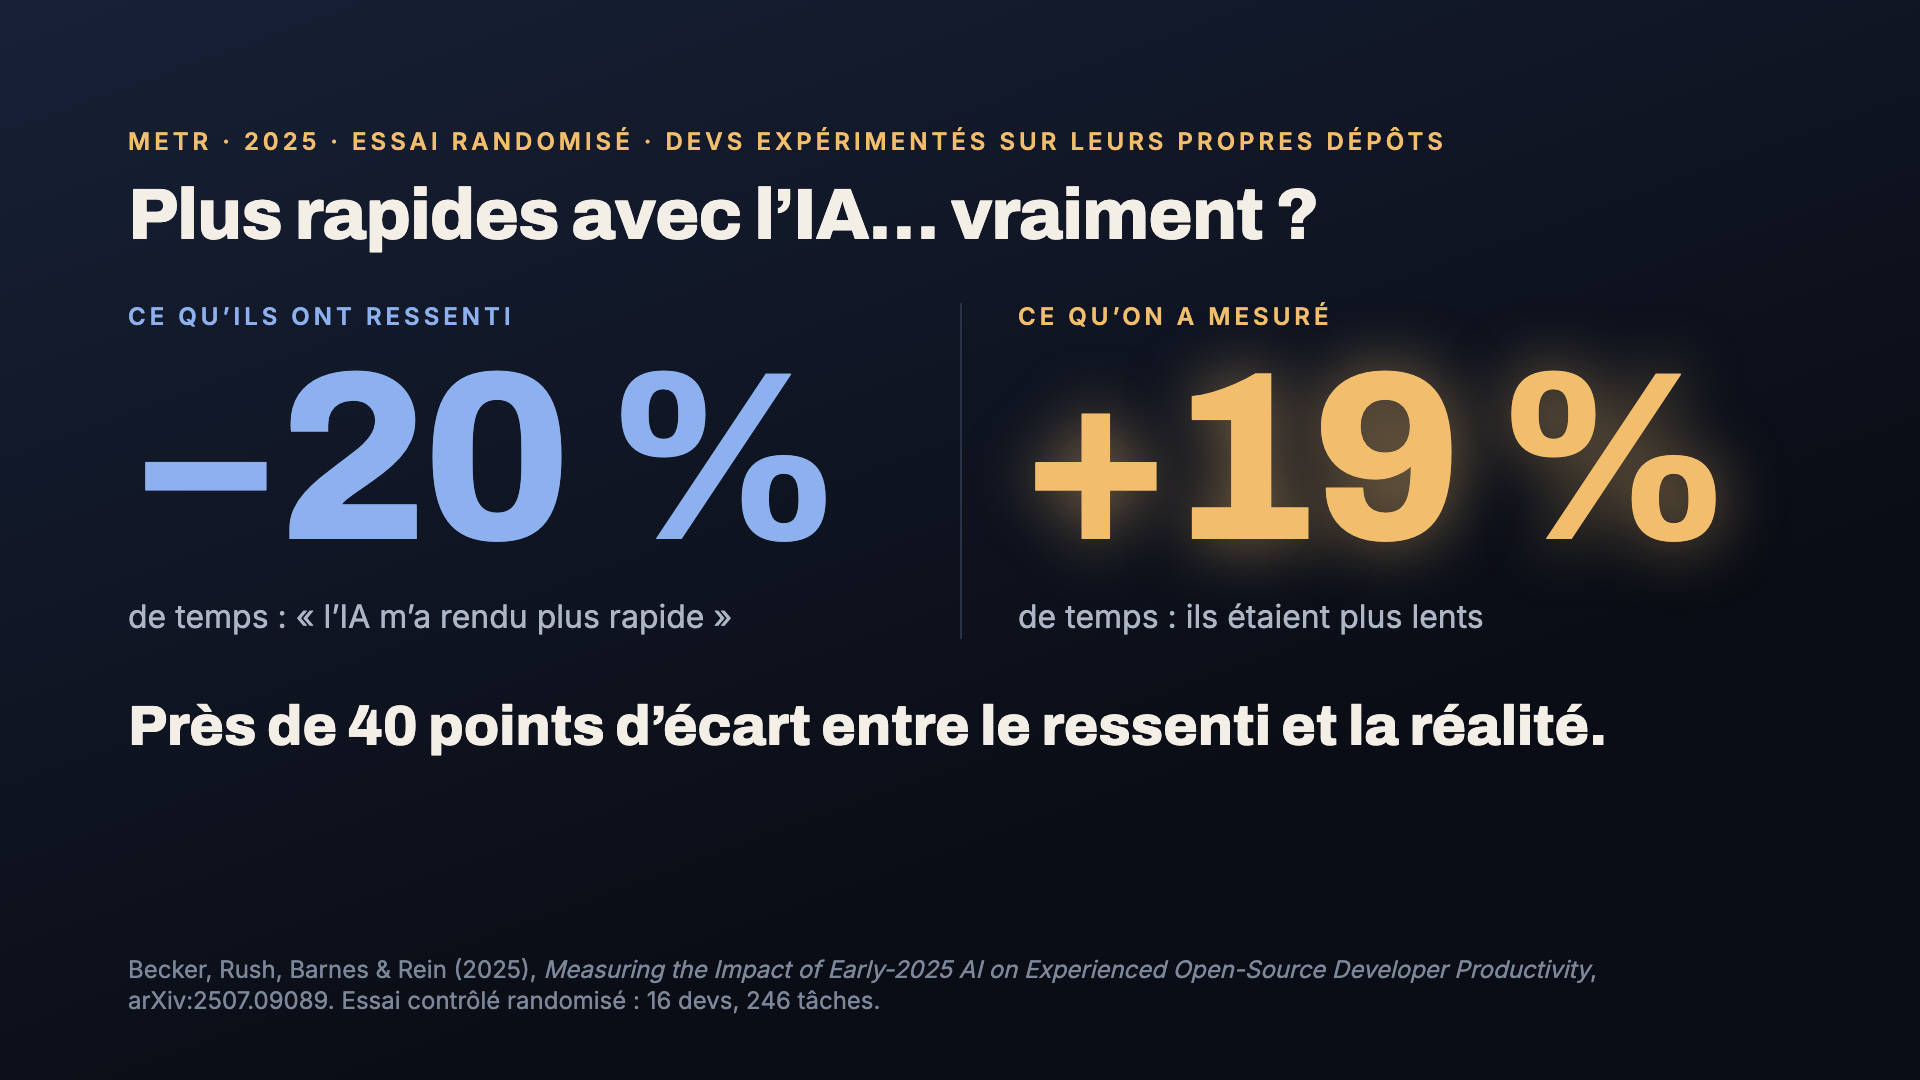 METR · 2025 · ESSAI RANDOMISÉ · DEVS EXPÉRIMENTÉS SUR LEURS PROPRES DÉPÔTS
Plus rapides avec l’IA… vraiment ?
CE QU’ILS ONT RESSENTI
−20 %
de temps : « l’IA m’a rendu plus rapide »
CE QU’ON A MESURÉ
+19 %
de temps : ils étaient plus lents
Près de 40 points d’écart entre le ressenti et la réalité.
Becker, Rush, Barnes & Rein (2025), Measuring the Impact of Early-2025 AI on Experienced Open-Source Developer Productivity,
arXiv:2507.09089. Essai contrôlé randomisé : 16 devs, 246 tâches.